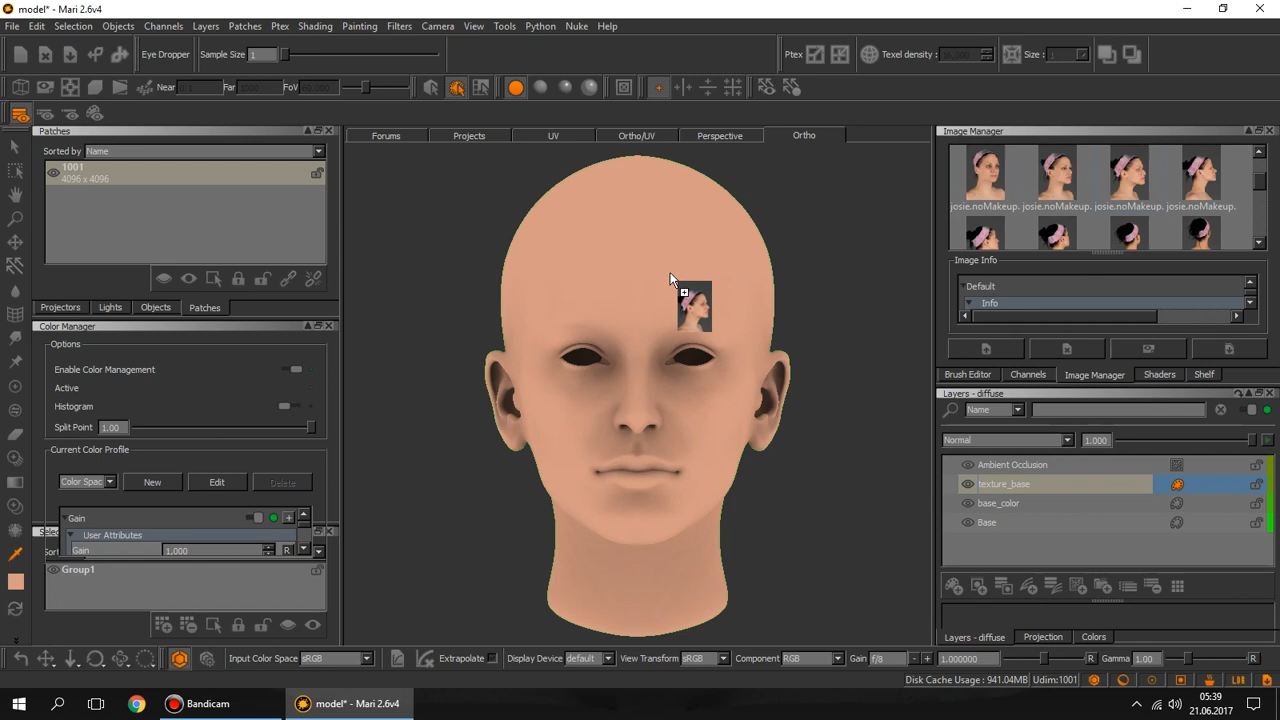 model* - Mari 2.6v4
File Edit Selection Objects Channels Layers Patches Ptex Shading Painting Filters Camera View Tools Python Nuke Help
Eye Dropper Sample Size 1 Ptex Texel density: Size: 1
Near 0.1 Far FoV
Patches Forums Projects UV Ortho/UV Perspective Ortho Image Manager
Sorted by Name
1001
4096 x 4096
josie.noMakeup. josie.noMakeup. josie.noMakeup. josie.noMakeup.
Image Info
Default
Info
Projectors Lights Objects Patches
Color Manager
Options
Enable Color Management
Active
Histogram
Split Point 1.00
Current Color Profile
Color Spac New Edit Delete
Gain
User Attributes
Gain 1.000 R
Group1
Brush Editor Channels Image Manager Shaders Shelf
Layers - diffuse
Name
Normal 1.000
Ambient Occlusion
texture_base
base_color
Base
Layers - diffuse Projection Colors
Input Color Space sRGB Extrapolate Display Device default View Transform sRGB Component RGB Gain f/8 - + 1.000000 R Gamma 1.00 R
Disk Cache Usage : 941.04MB Udim:1001
Bandicam model* - Mari 2.6v4 05:39
21.06.2017